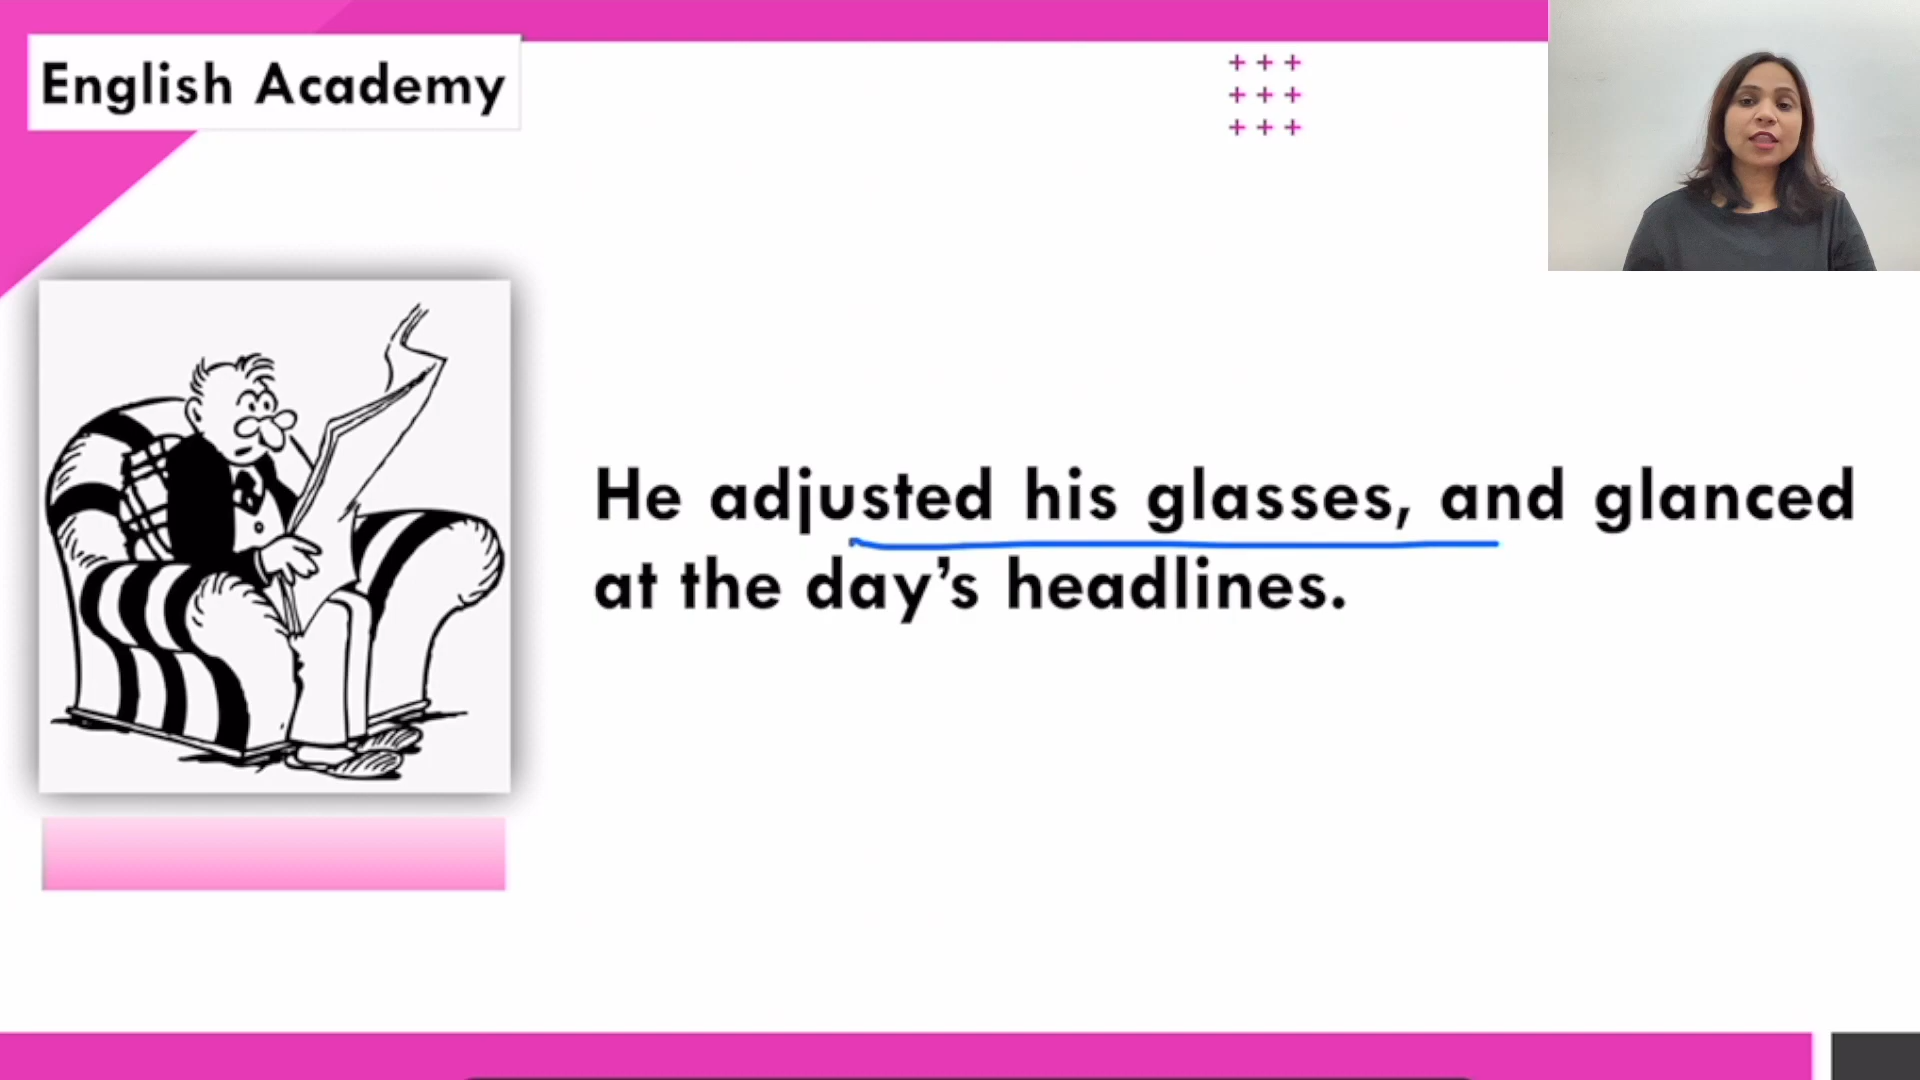 English Academy
He adjusted his glasses, and glanced
at the day’s headlines.